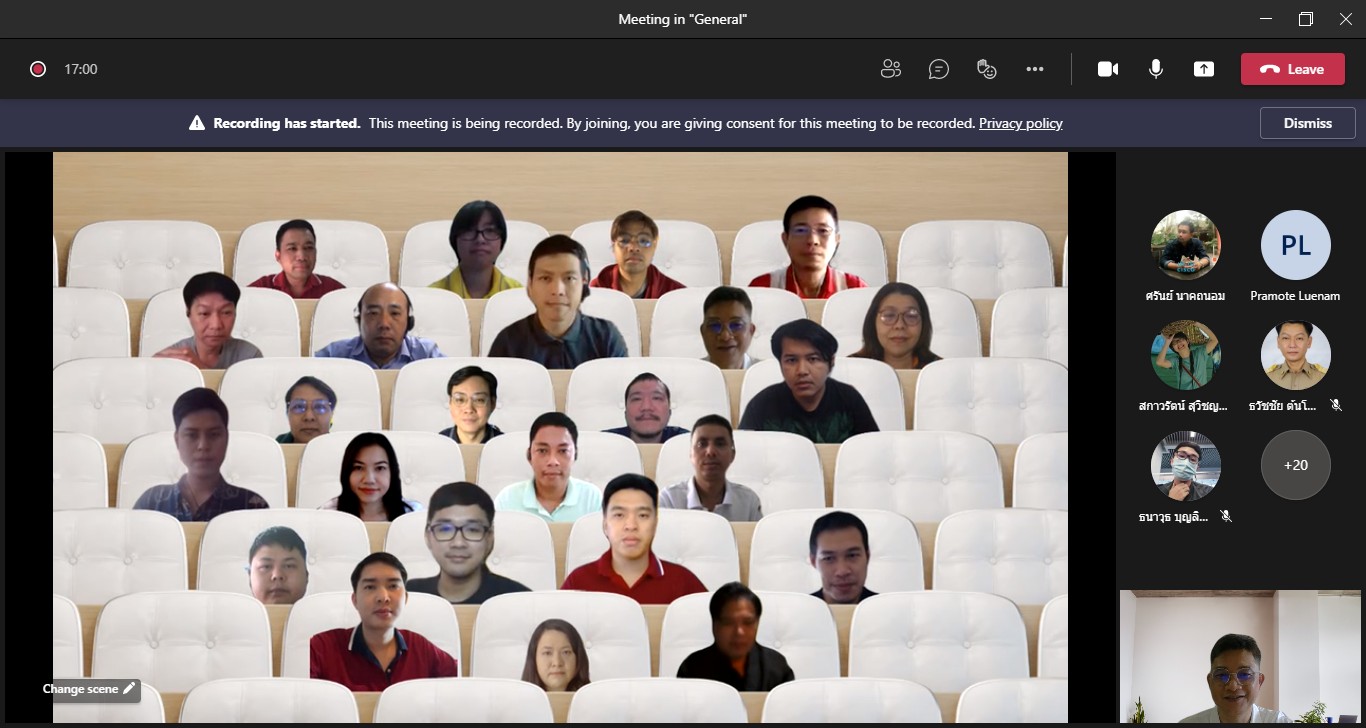 Meeting in "General"
17:00
Leave
Recording has started. This meeting is being recorded. By joining, you are giving consent for this meeting to be recorded. Privacy policy
Dismiss
ศรันย์ นาคถนอม
PL
Pramote Luenam
สกาวรัตน์ สุวิชญ...
ธวัชชัย ต้นโ...
ธนาวุธ บุญลิ...
+20
Change scene